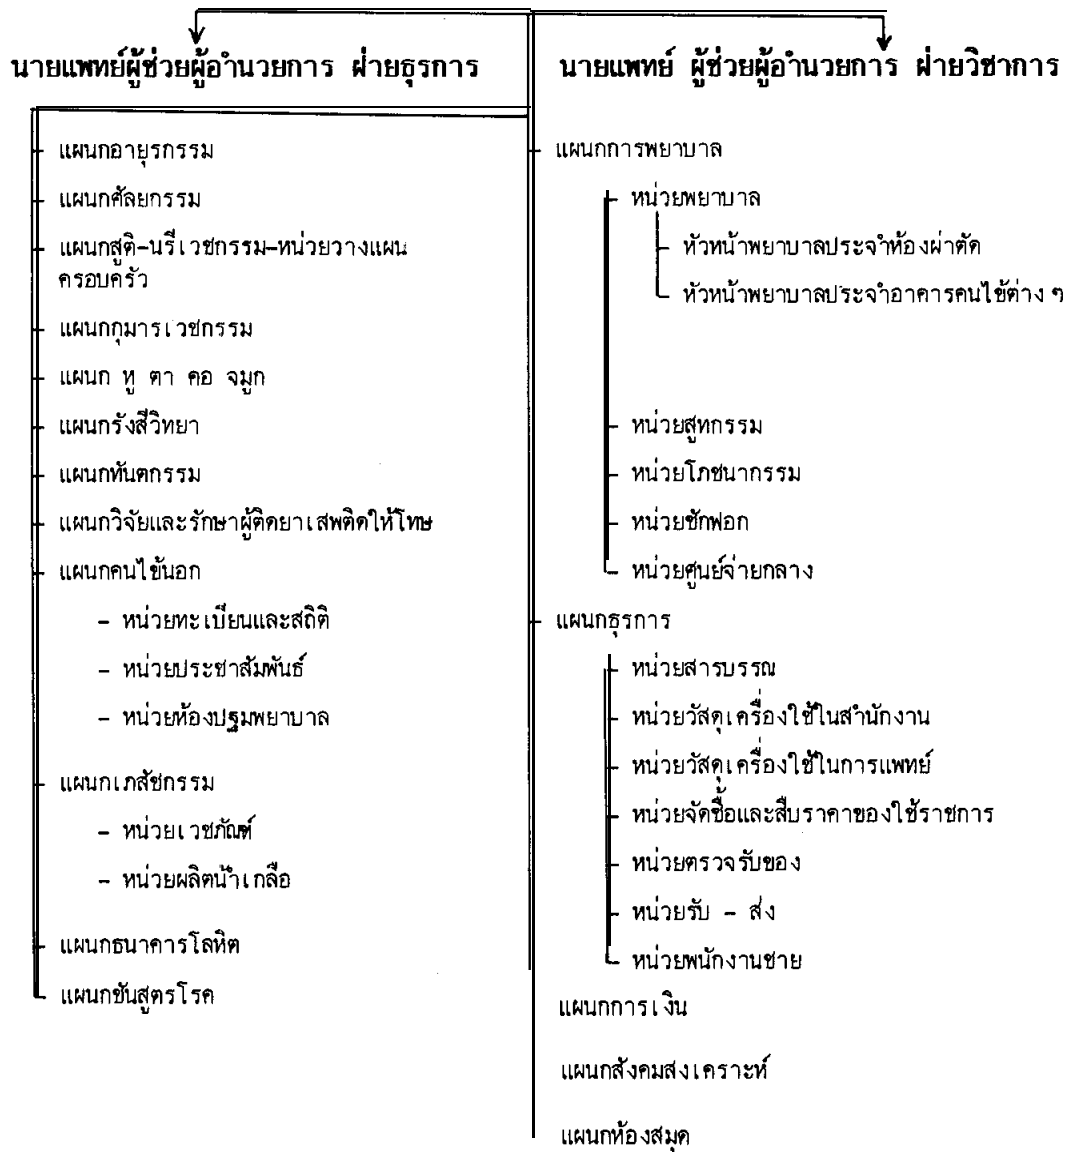 นายแพทย์ผู้ช่วยผู้อำนวยการ ฝ่ายธุรการ
แผนกอายุรกรรม
แผนกศัลยกรรม
แผนกสูติ-นรีเวชกรรม-หน่วยวางแผน
ครอบครัว
แผนกกุมารเวชกรรม
แผนก หู ตา คอ จมูก
แผนกรังสีวิทยา
แผนกทันตกรรม
แผนกวิจัยและรักษาผู้ติดยาเสพติดให้โทษ
แผนกคนไข้นอก
- หน่วยทะเบียนและสถิติ
- หน่วยประชาสัมพันธ์
- หน่วยห้องปฐมพยาบาล
แผนกเภสัชกรรม
- หน่วยเวชภัณฑ์
- หน่วยผลิตน้ำเกลือ
แผนกธนาคารโลหิต
แผนกชันสูตรโรค
นายแพทย์ ผู้ช่วยผู้อำนวยการ ฝ่ายวิชาการ
แผนกการพยาบาล
หน่วยพยาบาล
หัวหน้าพยาบาลประจำห้องผ่าตัด
หัวหน้าพยาบาลประจำอาคารคนไข้ต่าง ๆ
หน่วยสูทกรรม
หน่วยโภชนากรรม
หน่วยซักฟอก
หน่วยศูนย์จ่ายกลาง
แผนกธุรการ
หน่วยสารบรรณ
หน่วยวัสดุเครื่องใช้ในสำนักงาน
หน่วยวัสดุเครื่องใช้ในการแพทย์
หน่วยจัดซื้อและสืบราคาของใช้ราชการ
หน่วยตรวจรับของ
หน่วยรับ - ส่ง
หน่วยพนักงานชาย
แผนกการเงิน
แผนกสังคมสงเคราะห์
แผนกห้องสมุด